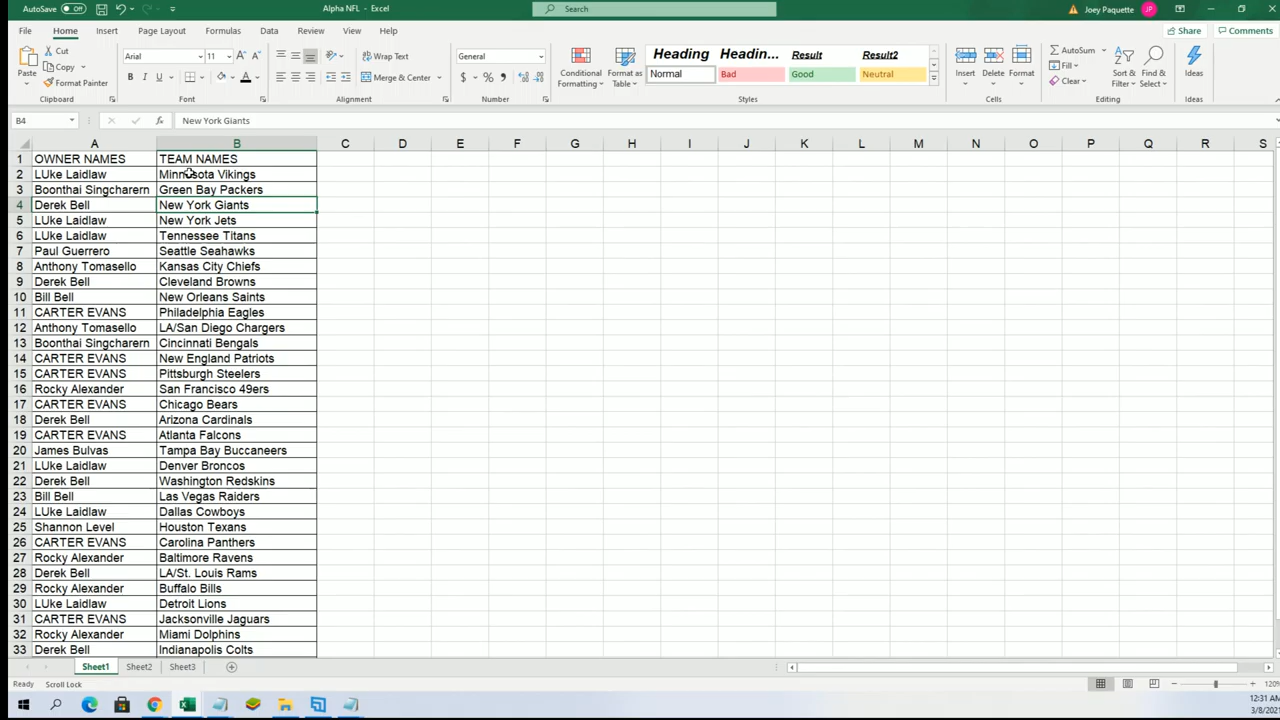 AutoSave Off Alpha NFL - Excel Search Joey Paquette JP
File Home Insert Page Layout Formulas Data Review View Help Share Comments
Paste Cut Copy Format Painter Clipboard
Arial 11 B I U A Font
Wrap Text Merge & Center Alignment
General $ % Number
Conditional Formatting Format as Table
Heading Headin... Result Result2
Normal Bad Good Neutral
Styles
Insert Delete Format Cells
AutoSum Fill Clear Sort & Filter Find & Select Editing
Ideas Ideas
B4 fx New York Giants
A B C D E F G H I J K L M N O P Q R S
1 OWNER NAMES TEAM NAMES
2 LUke Laidlaw Minnesota Vikings
3 Boonthai Singcharern Green Bay Packers
4 Derek Bell New York Giants
5 LUke Laidlaw New York Jets
6 LUke Laidlaw Tennessee Titans
7 Paul Guerrero Seattle Seahawks
8 Anthony Tomasello Kansas City Chiefs
9 Derek Bell Cleveland Browns
10 Bill Bell New Orleans Saints
11 CARTER EVANS Philadelphia Eagles
12 Anthony Tomasello LA/San Diego Chargers
13 Boonthai Singcharern Cincinnati Bengals
14 CARTER EVANS New England Patriots
15 CARTER EVANS Pittsburgh Steelers
16 Rocky Alexander San Francisco 49ers
17 CARTER EVANS Chicago Bears
18 Derek Bell Arizona Cardinals
19 CARTER EVANS Atlanta Falcons
20 James Bulvas Tampa Bay Buccaneers
21 LUke Laidlaw Denver Broncos
22 Derek Bell Washington Redskins
23 Bill Bell Las Vegas Raiders
24 LUke Laidlaw Dallas Cowboys
25 Shannon Level Houston Texans
26 CARTER EVANS Carolina Panthers
27 Rocky Alexander Baltimore Ravens
28 Derek Bell LA/St. Louis Rams
29 Rocky Alexander Buffalo Bills
30 LUke Laidlaw Detroit Lions
31 CARTER EVANS Jacksonville Jaguars
32 Rocky Alexander Miami Dolphins
33 Derek Bell Indianapolis Colts
Sheet1 Sheet2 Sheet3
Ready Scroll Lock 120%
12:31 AM
3/8/2021